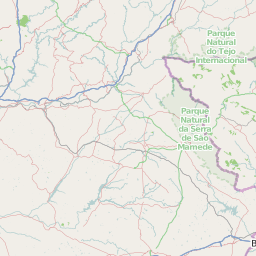 Parque
Natural
do Tejo
Internacional
Parque
Natural
da Serra
de São
Mamede
B